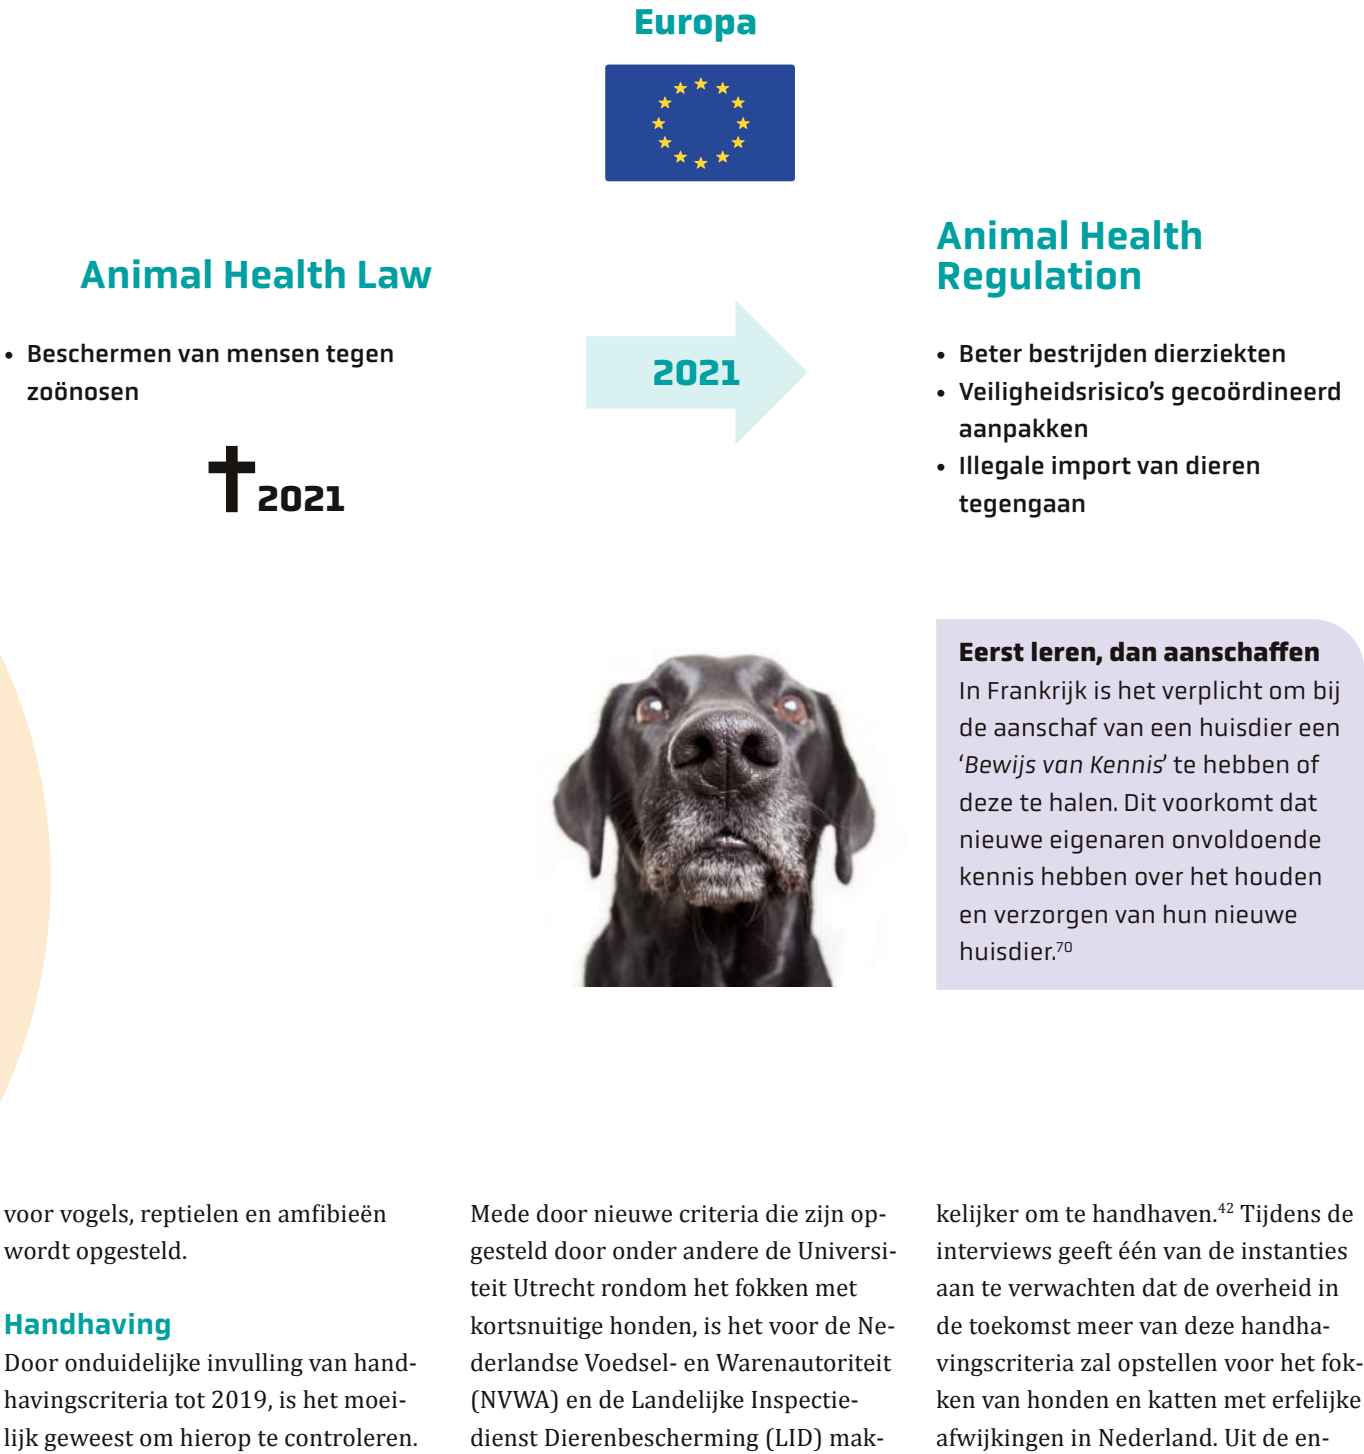 Europa
Animal Health Law
• Beschermen van mensen tegen
zoönosen
2021
2021
Animal Health
Regulation
• Beter bestrijden dierziekten
• Veiligheidsrisico’s gecoördineerd
aanpakken
• Illegale import van dieren
tegengaan
Eerst leren, dan aanschaffen
In Frankrijk is het verplicht om bij
de aanschaf van een huisdier een
‘Bewijs van Kennis’ te hebben of
deze te halen. Dit voorkomt dat
nieuwe eigenaren onvoldoende
kennis hebben over het houden
en verzorgen van hun nieuwe
huisdier.70
voor vogels, reptielen en amfibieën
wordt opgesteld.
Handhaving
Door onduidelijke invulling van hand-
havingscriteria tot 2019, is het moei-
lijk geweest om hierop te controleren.
Mede door nieuwe criteria die zijn op-
gesteld door onder andere de Universi-
teit Utrecht rondom het fokken met
kortsnuitige honden, is het voor de Ne-
derlandse Voedsel- en Warenautoriteit
(NVWA) en de Landelijke Inspectie-
dienst Dierenbescherming (LID) mak-
kelijker om te handhaven.42 Tijdens de
interviews geeft één van de instanties
aan te verwachten dat de overheid in
de toekomst meer van deze handha-
vingscriteria zal opstellen voor het fok-
ken van honden en katten met erfelijke
afwijkingen in Nederland. Uit de en-